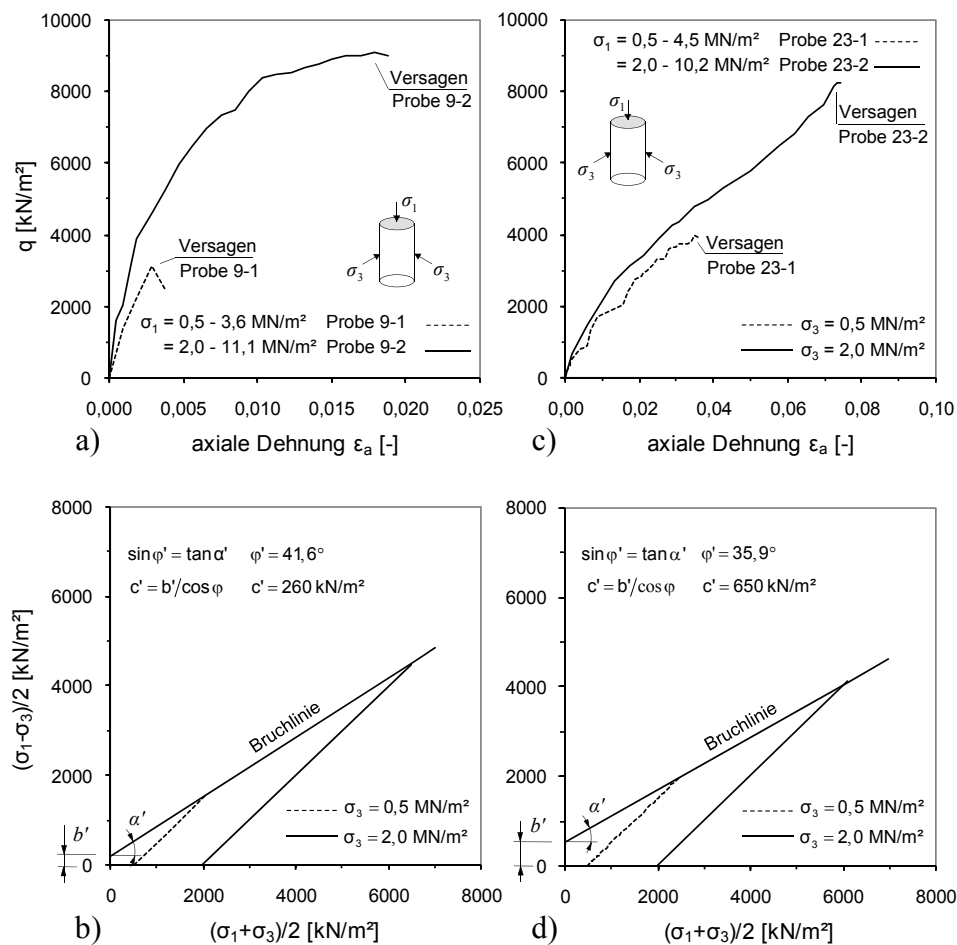 10000
8000
6000
4000
2000
0
q [kN/m²]
Versagen
Probe 9-2
Versagen
Probe 9-1
σ1
σ3
σ3
σ1 = 0,5 - 3,6 MN/m² Probe 9-1
= 2,0 - 11,1 MN/m² Probe 9-2
0,000 0,005 0,010 0,015 0,020 0,025
a) axiale Dehnung εa [-]
10000
8000
6000
4000
2000
0
σ1 = 0,5 - 4,5 MN/m² Probe 23-1
= 2,0 - 10,2 MN/m² Probe 23-2
σ1
σ3
σ3
Versagen
Probe 23-2
Versagen
Probe 23-1
σ3 = 0,5 MN/m²
σ3 = 2,0 MN/m²
0,00 0,02 0,04 0,06 0,08 0,10
c) axiale Dehnung εa [-]
8000
6000
4000
2000
0
(σ1-σ3)/2 [kN/m²]
sinφ' = tanα' φ' = 41,6°
c' = b'/cosφ c' = 260 kN/m²
Bruchlinie
α'
b'
σ3 = 0,5 MN/m²
σ3 = 2,0 MN/m²
0 2000 4000 6000 8000
b) (σ1+σ3)/2 [kN/m²]
8000
6000
4000
2000
0
sinφ' = tanα' φ' = 35,9°
c' = b'/cosφ c' = 650 kN/m²
Bruchlinie
α'
b'
σ3 = 0,5 MN/m²
σ3 = 2,0 MN/m²
0 2000 4000 6000 8000
d) (σ1+σ3)/2 [kN/m²]